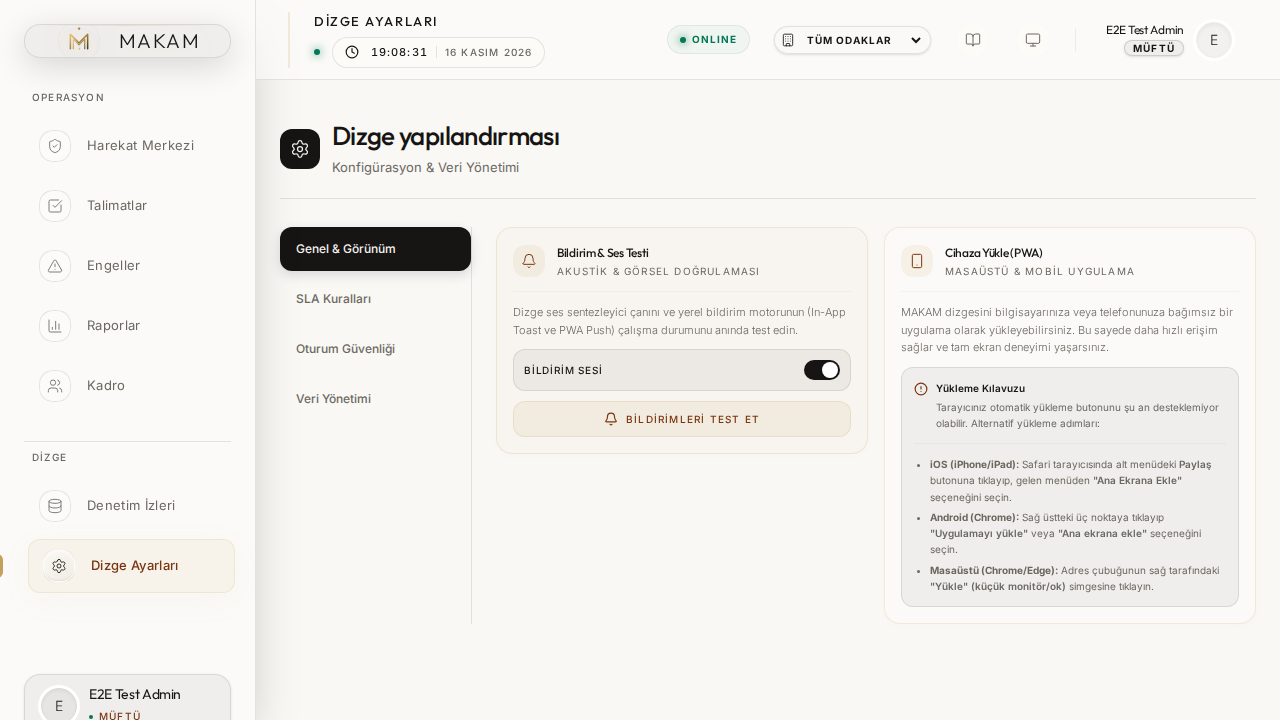 MAKAM
OPERASYON
Harekat Merkezi
Talimatlar
Engeller
Raporlar
Kadro
DİZGE
Denetim İzleri
Dizge Ayarları
E
E2E Test Admin
MÜFTÜ
DİZGE AYARLARI
19:08:31
16 KASIM 2026
ONLINE
TÜM ODAKLAR
E2E Test Admin
MÜFTÜ
E
Dizge yapılandırması
Konfigürasyon & Veri Yönetimi
Genel & Görünüm
SLA Kuralları
Oturum Güvenliği
Veri Yönetimi
Bildirim & Ses Testi
AKUSTİK & GÖRSEL DOĞRULAMASI
Dizge ses sentezleyici çanını ve yerel bildirim motorunun (In-App
Toast ve PWA Push) çalışma durumunu anında test edin.
BİLDİRİM SESİ
BİLDİRİMLERİ TEST ET
Cihaza Yükle (PWA)
MASAÜSTÜ & MOBİL UYGULAMA
MAKAM dizgesini bilgisayarınıza veya telefonunuza bağımsız bir
uygulama olarak yükleyebilirsiniz. Bu sayede daha hızlı erişim
sağlar ve tam ekran deneyimi yaşarsınız.
Yükleme Kılavuzu
Tarayıcınız otomatik yükleme butonunu şu an desteklemiyor
olabilir. Alternatif yükleme adımları:
• iOS (iPhone/iPad): Safari tarayıcısında alt menüdeki Paylaş
butonuna tıklayıp, gelen menüden "Ana Ekrana Ekle"
seçeneğini seçin.
• Android (Chrome): Sağ üstteki üç noktaya tıklayıp
"Uygulamayı yükle" veya "Ana ekrana ekle" seçeneğini
seçin.
• Masaüstü (Chrome/Edge): Adres çubuğunun sağ tarafındaki
"Yükle" (küçük monitör/ok) simgesine tıklayın.